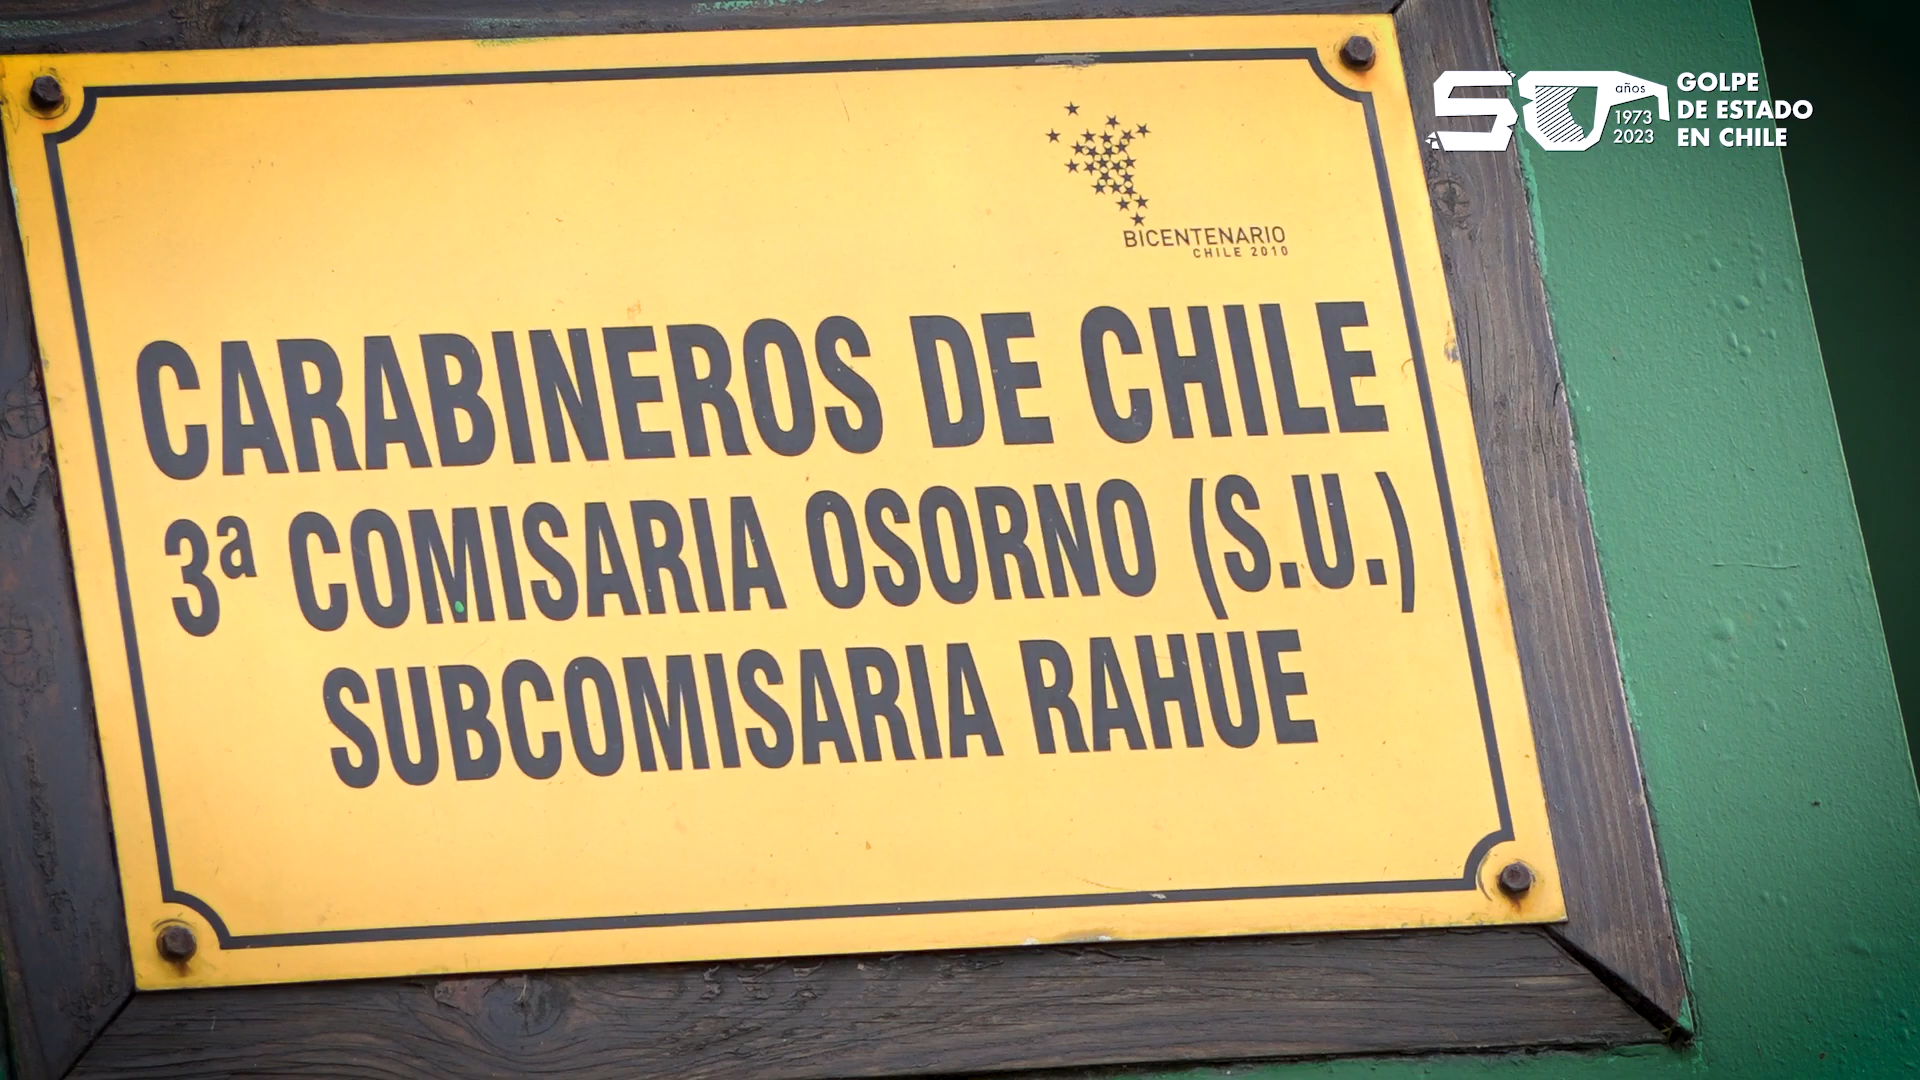 50 años
1973
2023
GOLPE
DE ESTADO
EN CHILE
BICENTENARIO
CHILE 2010
CARABINEROS DE CHILE
3ª COMISARIA OSORNO (S.U.)
SUBCOMISARIA RAHUE